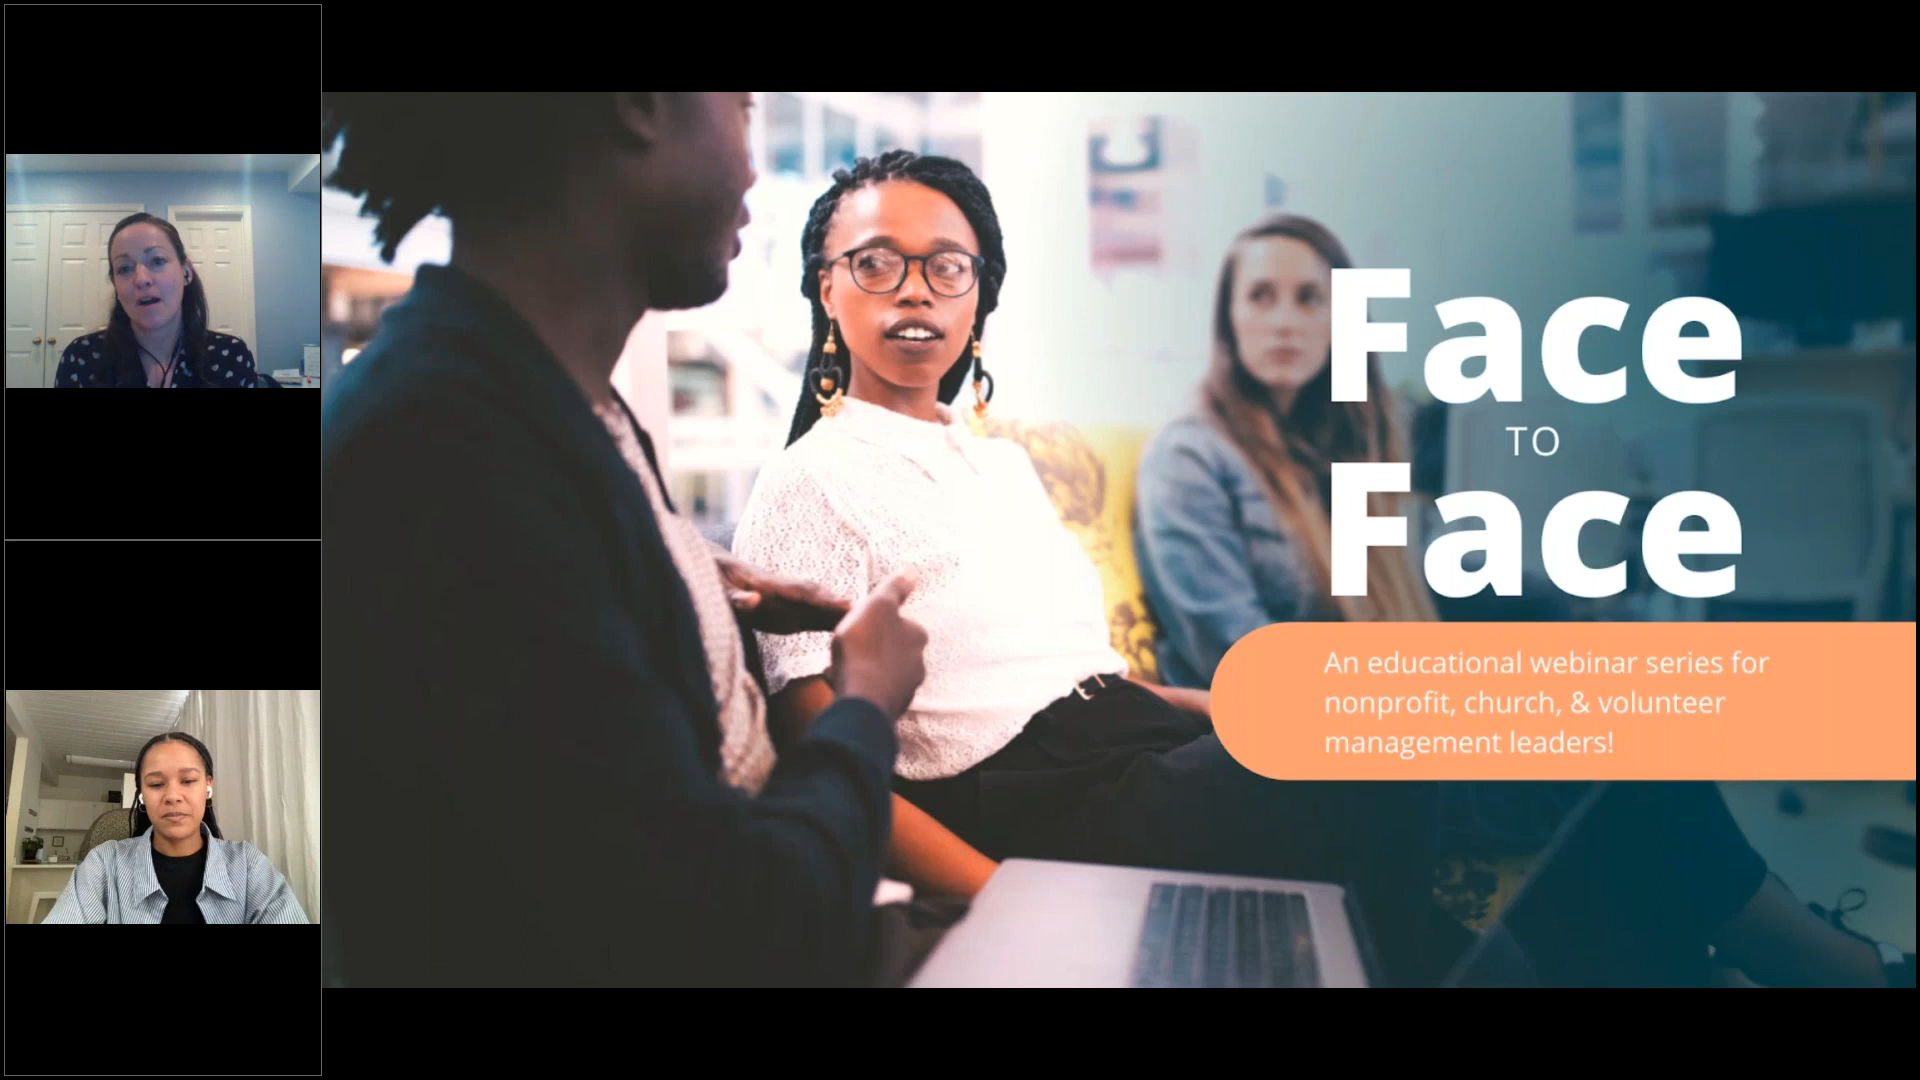 Face
TO
Face
An educational webinar series for
nonprofit, church, & volunteer
management leaders!